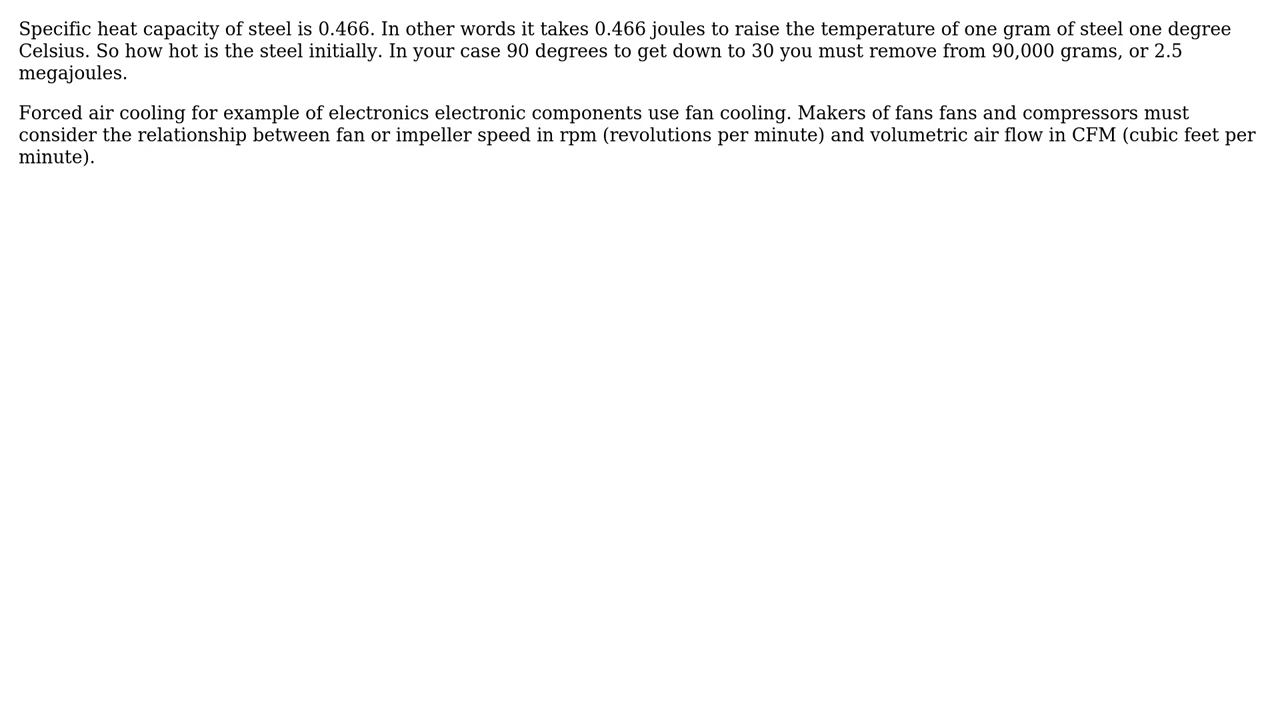 Specific heat capacity of steel is 0.466. In other words it takes 0.466 joules to raise the temperature of one gram of steel one degree
Celsius. So how hot is the steel initially. In your case 90 degrees to get down to 30 you must remove from 90,000 grams, or 2.5
megajoules.
Forced air cooling for example of electronics electronic components use fan cooling. Makers of fans fans and compressors must
consider the relationship between fan or impeller speed in rpm (revolutions per minute) and volumetric air flow in CFM (cubic feet per
minute).